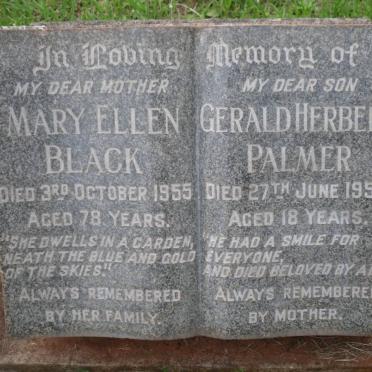 In Loving Memory of
MY DEAR MOTHER
MARY ELLEN
BLACK
DIED 3RD OCTOBER 1955
AGED 78 YEARS.
"SHE DWELLS IN A GARDEN,
NEATH THE BLUE AND GOLD
OF THE SKIES."
ALWAYS REMEMBERED
BY HER FAMILY.
MY DEAR SON
GERALD HERBE
PALMER
DIED 27TH JUNE 195
AGED 18 YEARS.
"HE HAD A SMILE FOR
EVERYONE,
AND DIED BELOVED BY A
ALWAYS REMEMBERED
BY MOTHER.